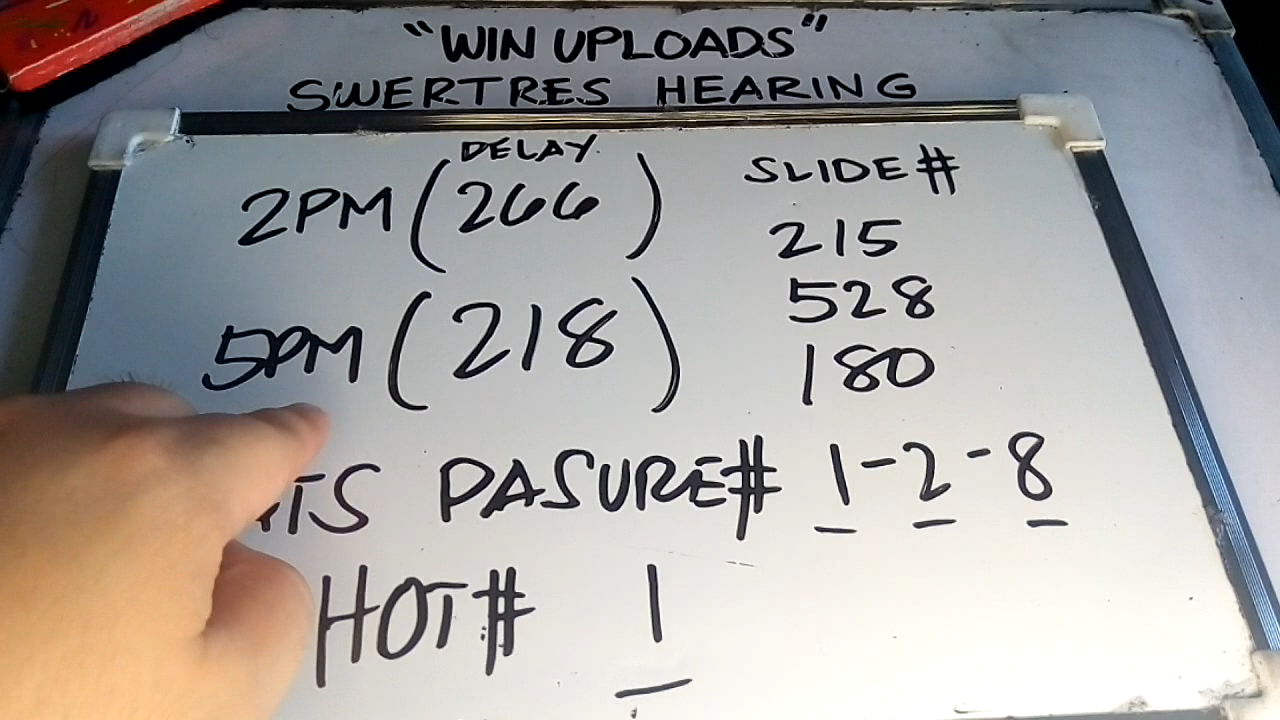 "WIN UPLOADS"
SWERTRES HEARING
DELAY
2PM (266)
5PM (218)
SLIDE#
215
528
180
PASURE# 1-2-8
HOT# 1